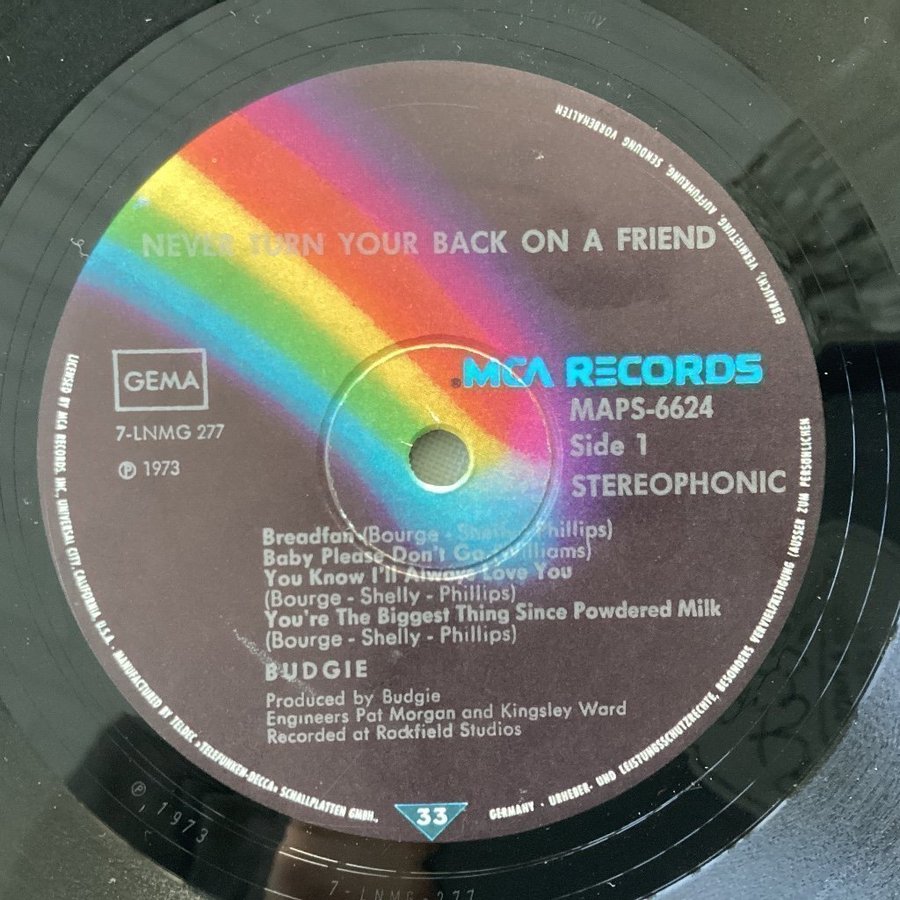 NEVER TURN YOUR BACK ON A FRIEND
GEMA
7-LNMG 277
℗ 1973
®MCA RECORDS
MAPS-6624
Side 1
STEREOPHONIC
Breadfan (Bourge - Shelly - Phillips)
Baby Please Don't Go (Williams)
You Know I'll Always Love You
(Bourge - Shelly - Phillips)
You're The Biggest Thing Since Powdered Milk
(Bourge - Shelly - Phillips)
BUDGIE
Produced by Budgie
Engineers Pat Morgan and Kingsley Ward
Recorded at Rockfield Studios
33
LICENSED BY MCA RECORDS, INC. UNIVERSAL CITY, CALIFORNIA, U.S.A. · MANUFACTURED BY TELDEC »TELEFUNKEN-DECCA« SCHALLPLATTEN GMBH., GERMANY · URHEBER- UND LEISTUNGSSCHUTZRECHTE, BESONDERS VERVIELFÄLTIGUNG (AUSSER ZUM PERSÖNLICHEN GEBRAUCH), VERMIETUNG, AUFFÜHRUNG, SENDUNG VORBEHALTEN
℗, 1973
7-LNMG-277